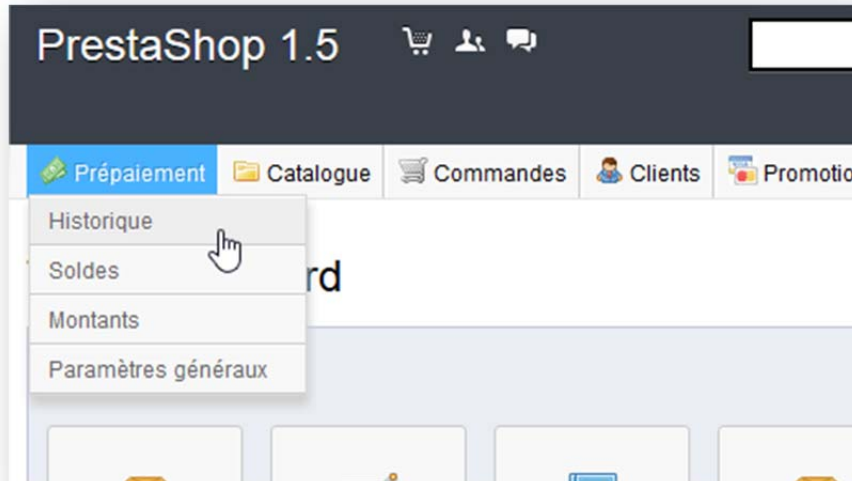 PrestaShop 1.5
Prépaiement Catalogue Commandes Clients
Historique
Soldes
Montants
Paramètres généraux